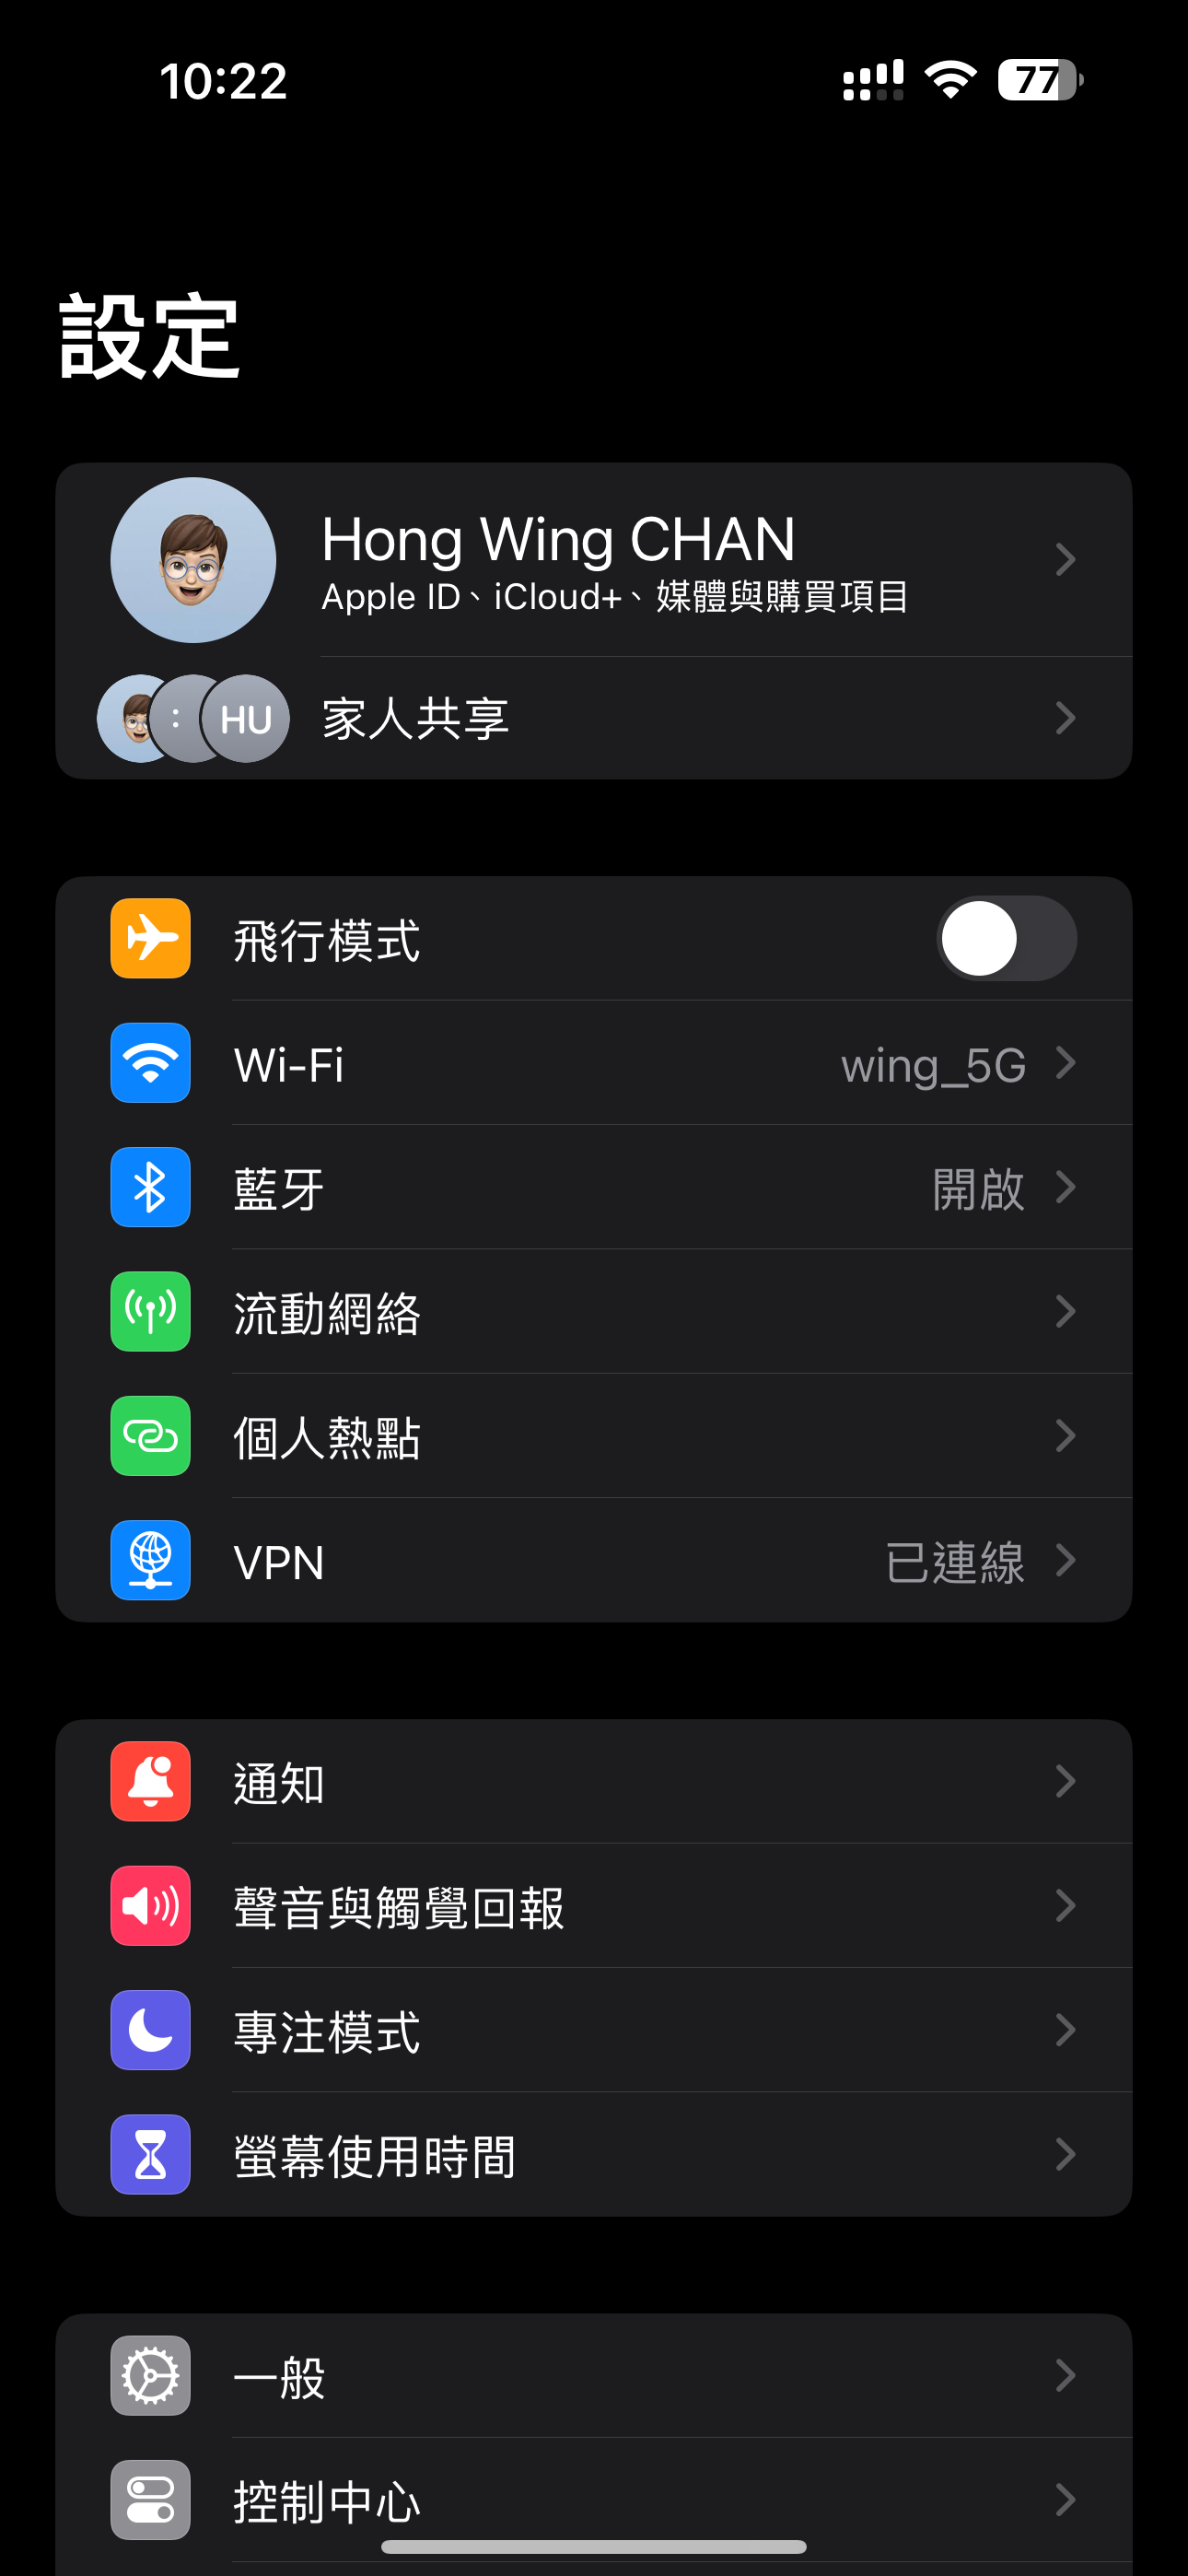 10:22
77
設定
Hong Wing CHAN
Apple ID、iCloud+、媒體與購買項目
:
HU
家人共享
飛行模式
Wi-Fi
wing_5G
藍牙
開啟
流動網絡
個人熱點
VPN
已連線
通知
聲音與觸覺回報
專注模式
螢幕使用時間
一般
控制中心